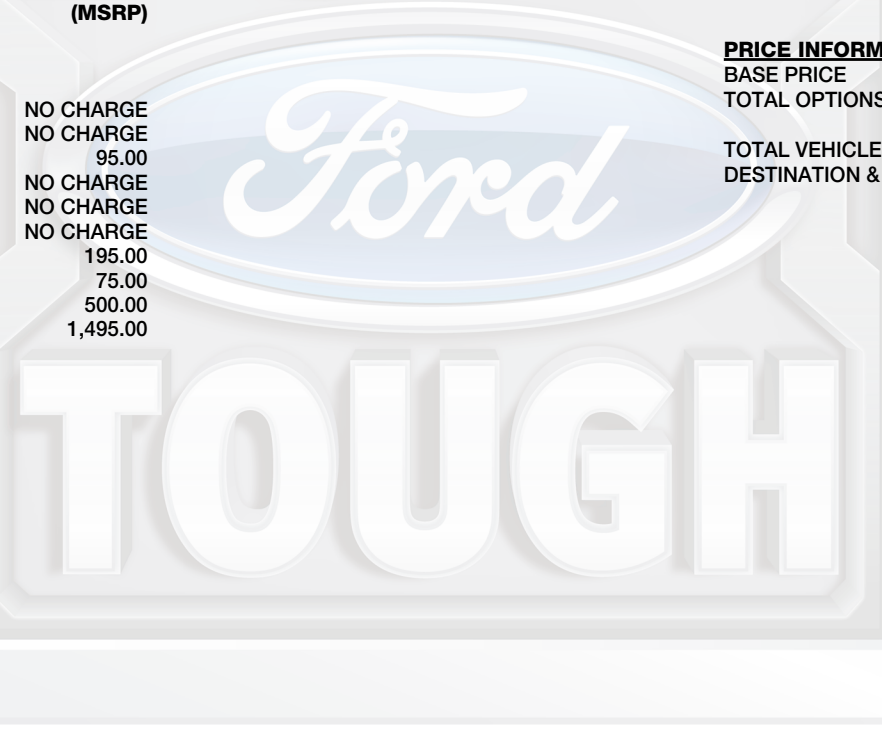 (MSRP)
NO CHARGE
NO CHARGE
95.00
NO CHARGE
NO CHARGE
NO CHARGE
195.00
75.00
500.00
1,495.00
PRICE INFORM
BASE PRICE
TOTAL OPTIONS
TOTAL VEHICLE
DESTINATION &
Ford
TOUGH